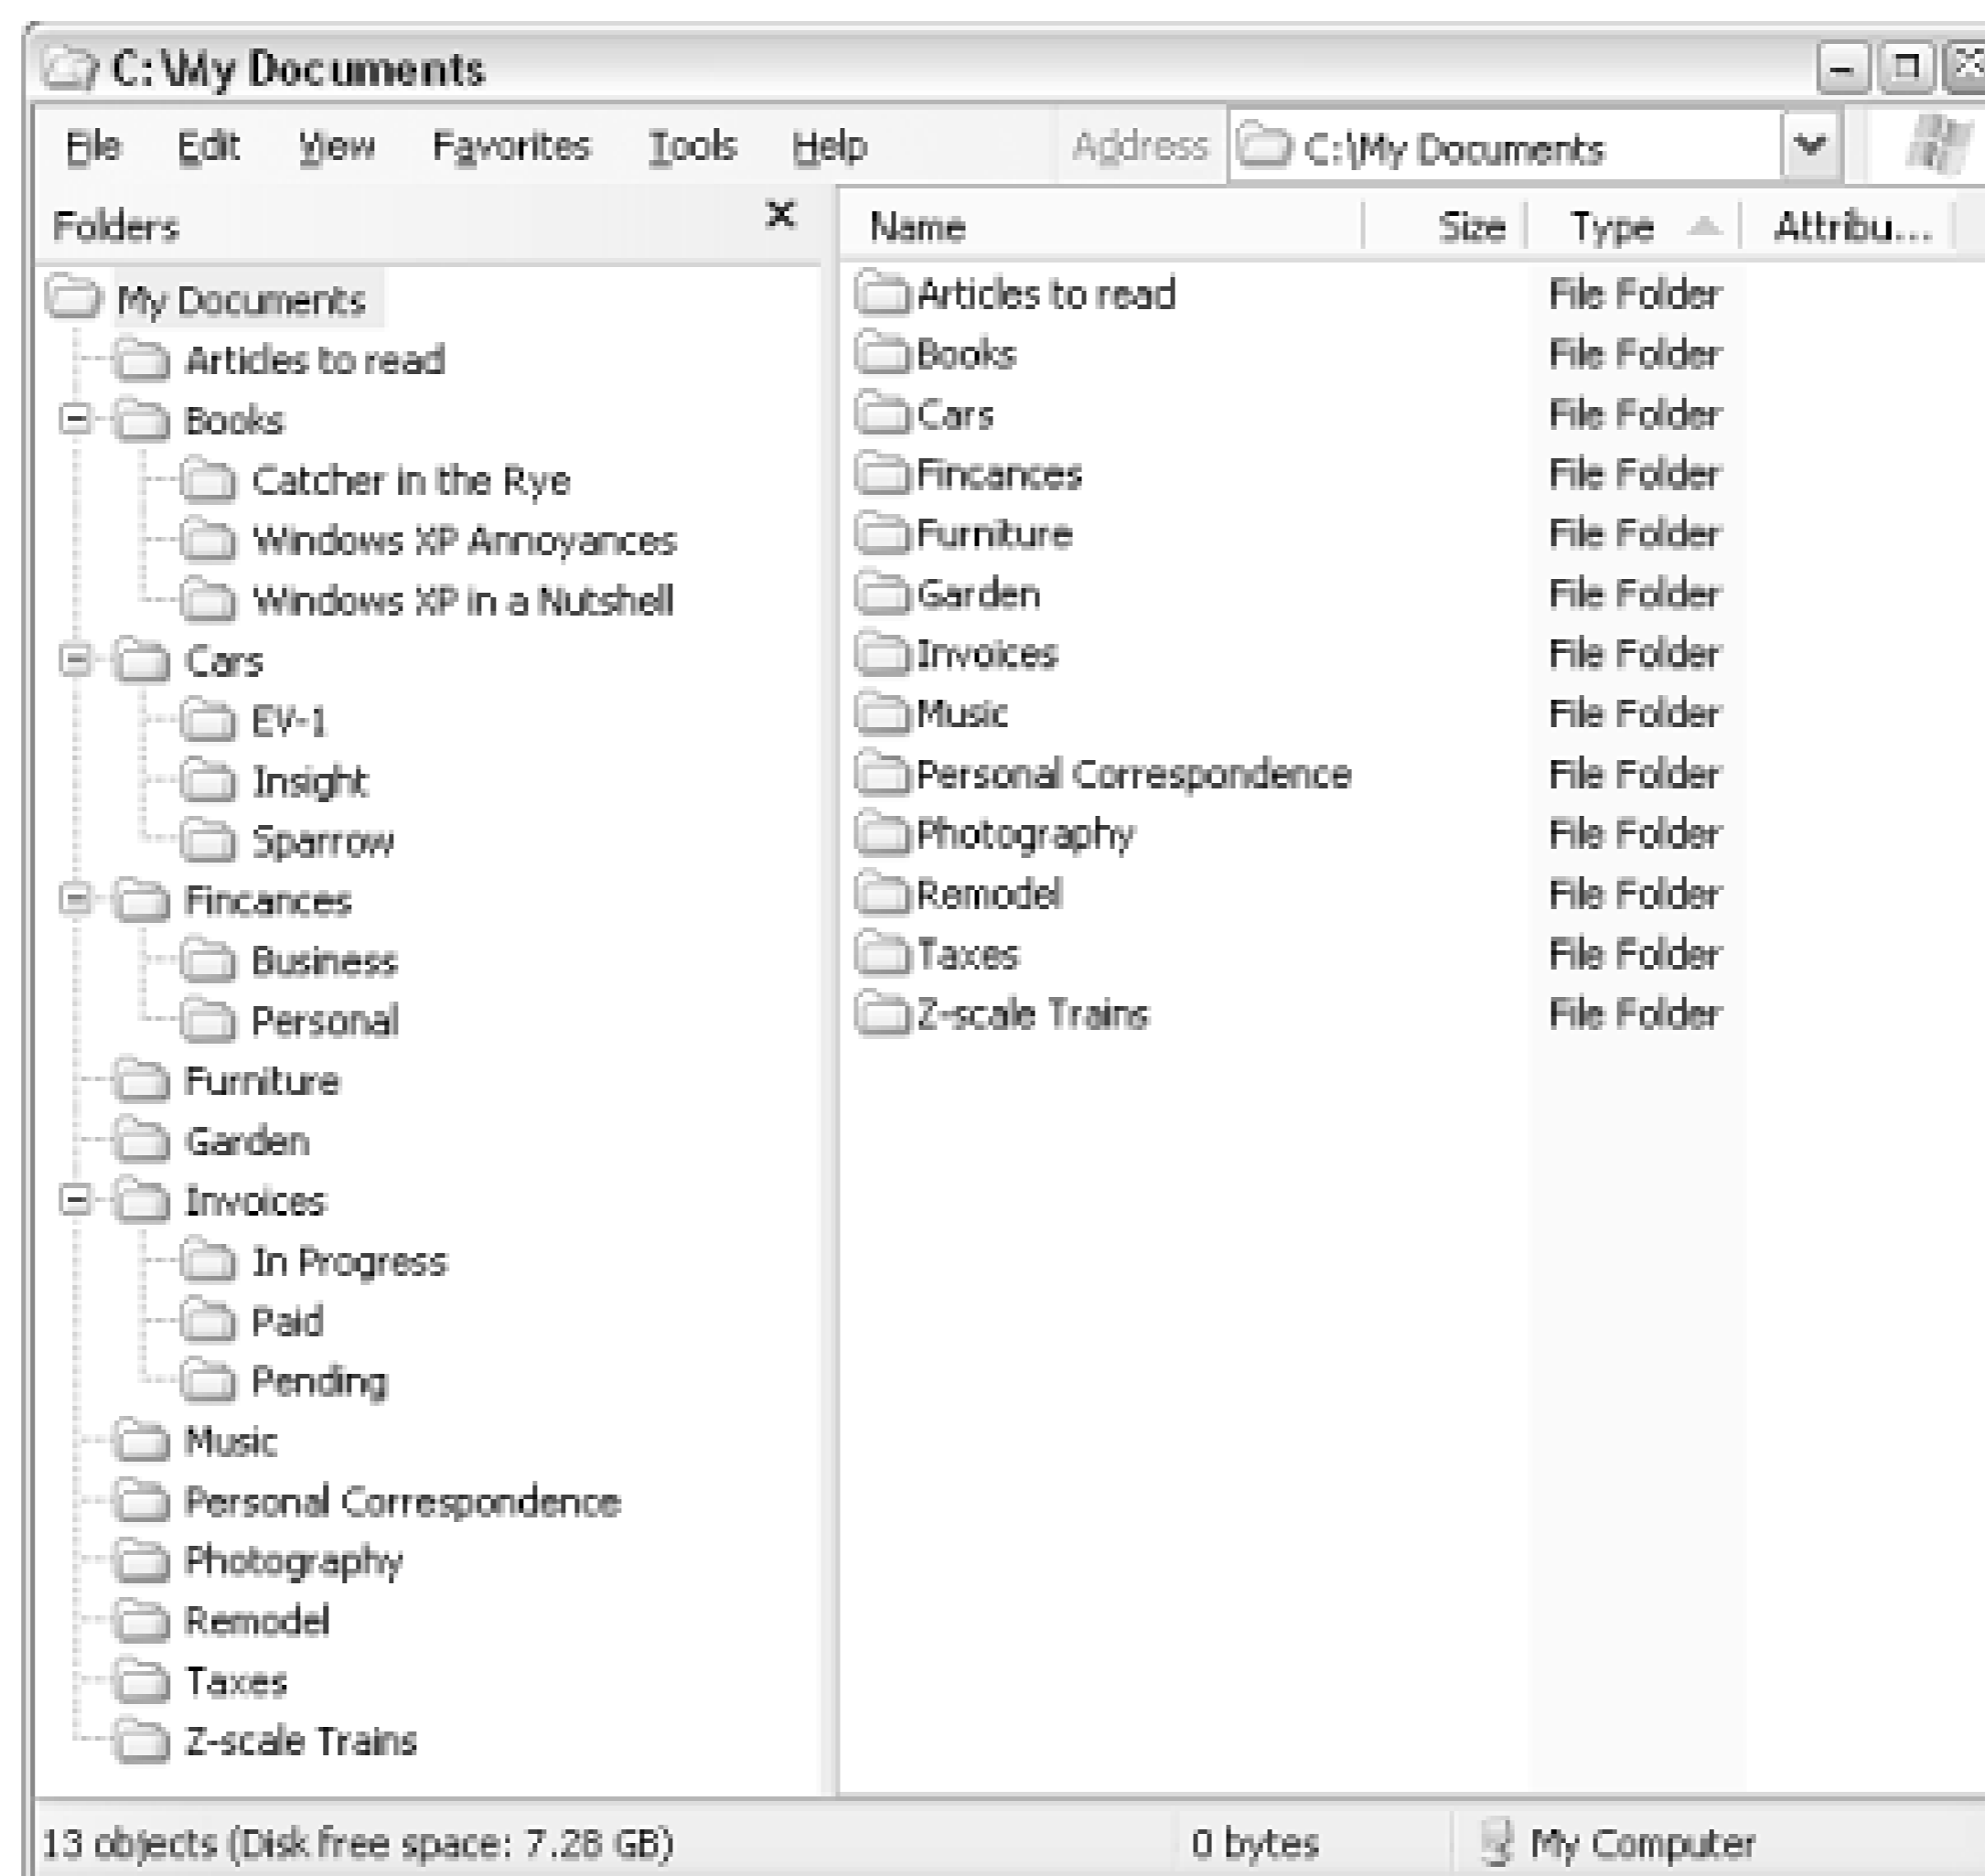 C:\My Documents
File Edit View Favorites Tools Help Address C:\My Documents
Folders
My Documents
Articles to read
Books
Catcher in the Rye
Windows XP Annoyances
Windows XP in a Nutshell
Cars
EV-1
Insight
Sparrow
Fincances
Business
Personal
Furniture
Garden
Invoices
In Progress
Paid
Pending
Music
Personal Correspondence
Photography
Remodel
Taxes
Z-scale Trains
Name Size Type Attribu...
Articles to read File Folder
Books File Folder
Cars File Folder
Fincances File Folder
Furniture File Folder
Garden File Folder
Invoices File Folder
Music File Folder
Personal Correspondence File Folder
Photography File Folder
Remodel File Folder
Taxes File Folder
Z-scale Trains File Folder
13 objects (Disk free space: 7.28 GB) 0 bytes My Computer